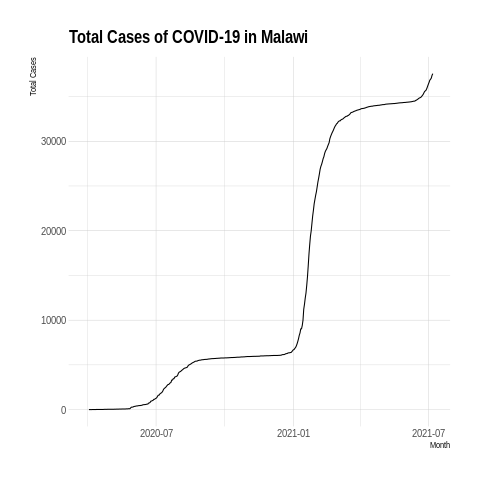 Total Cases of COVID-19 in Malawi
Total Cases
30000
20000
10000
0
2020-07
2021-01
2021-07
Month